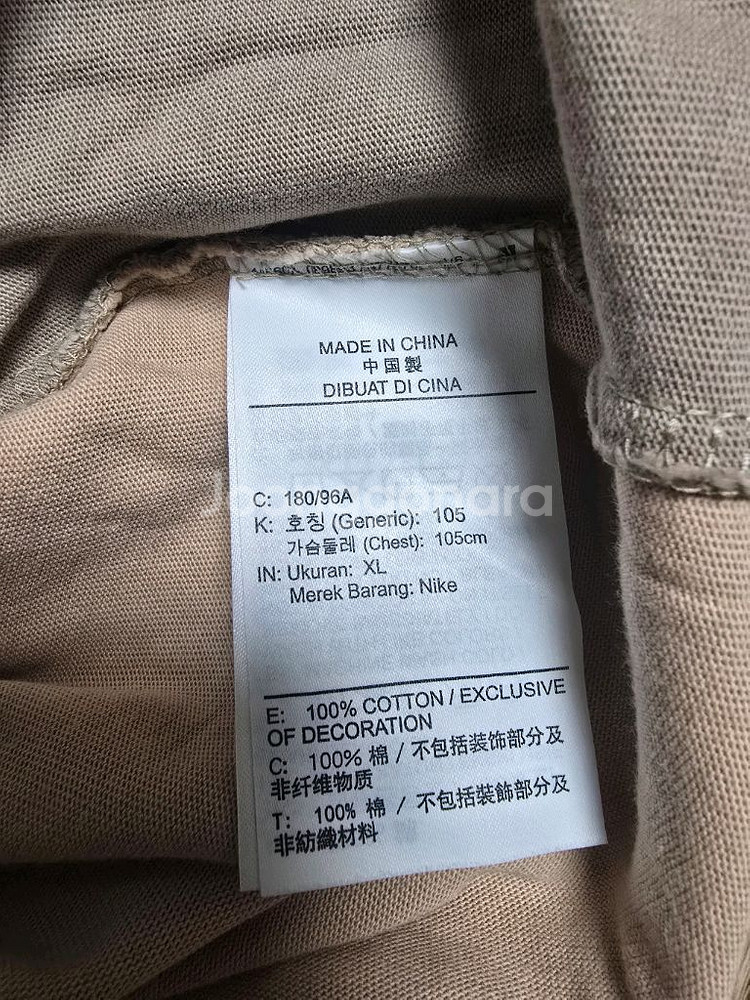 MADE IN CHINA
中国製
DIBUAT DI CINA
C: 180/96A
K: 호칭 (Generic): 105
가슴둘레 (Chest): 105cm
IN: Ukuran: XL
Merek Barang: Nike
E: 100% COTTON / EXCLUSIVE
OF DECORATION
C: 100% 棉 / 不包括装饰部分及
非纤维物质
T: 100% 棉 / 不包括裝飾部分及
非紡織材料